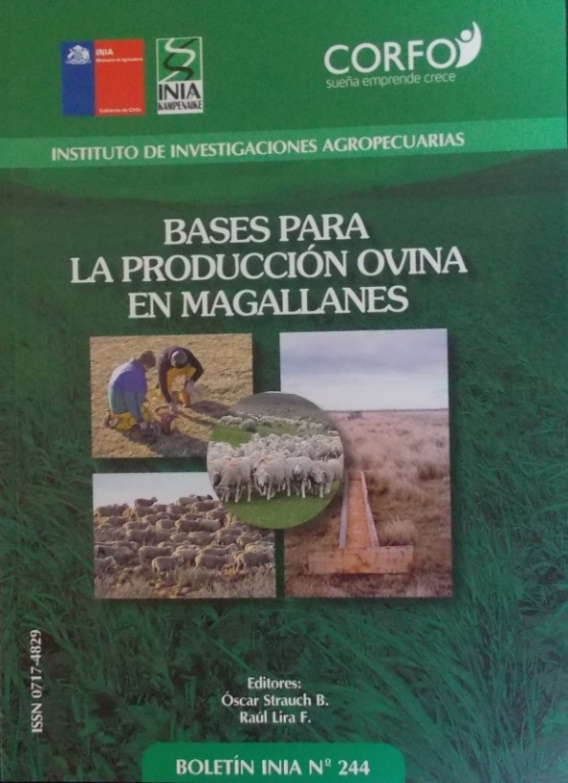 INIA
Ministerio de Agricultura
Gobierno de Chile
INIA
KAMPENAIKE
CORFO
sueña emprende crece
INSTITUTO DE INVESTIGACIONES AGROPECUARIAS
BASES PARA
LA PRODUCCIÓN OVINA
EN MAGALLANES
ISSN 0717-4829
Editores:
Óscar Strauch B.
Raúl Lira F.
BOLETÍN INIA Nº 244